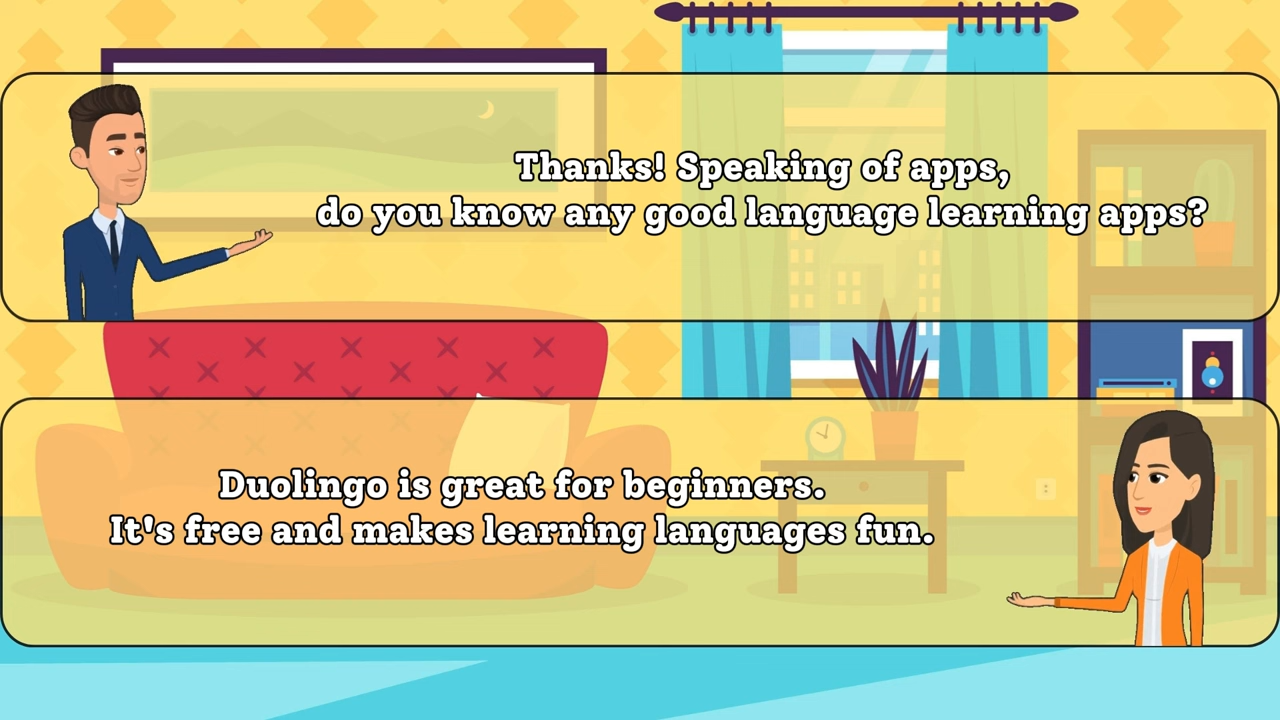 Thanks! Speaking of apps,
do you know any good language learning apps?
Duolingo is great for beginners.
It's free and makes learning languages fun.